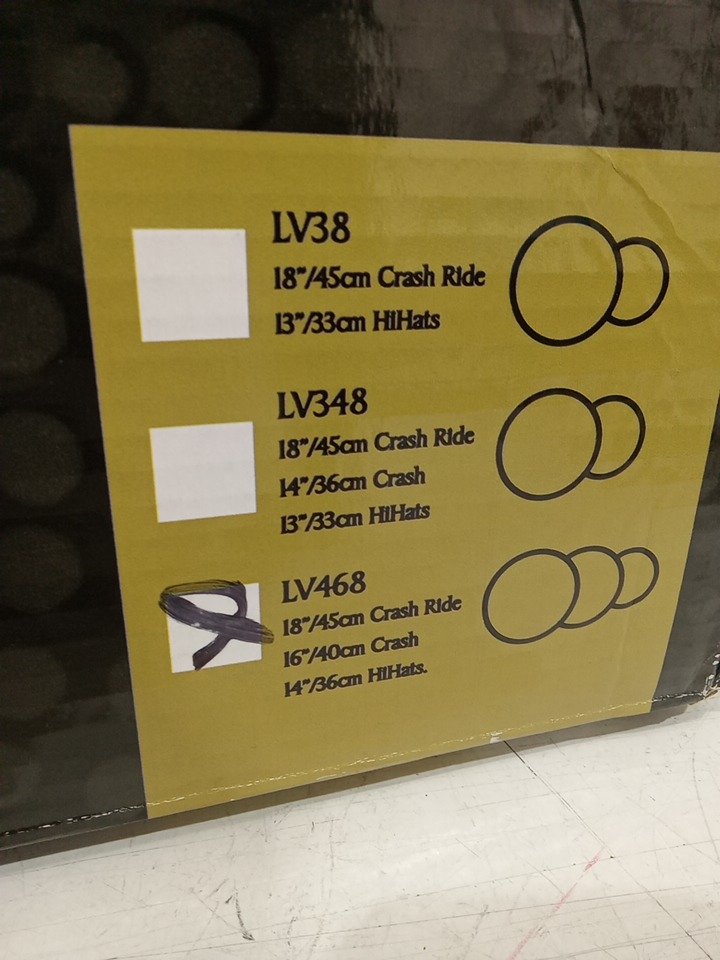 LV38
18"/45cm Crash Ride
13"/33cm HiHats
LV348
18"/45cm Crash Ride
14"/36cm Crash
13"/33cm HiHats
LV468
18"/45cm Crash Ride
16"/40cm Crash
14"/36cm HiHats.